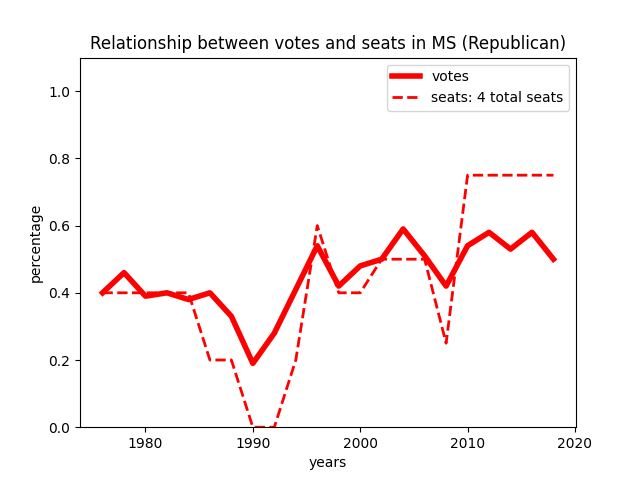 Relationship between votes and seats in MS (Republican)
votes
seats: 4 total seats
percentage
1.0
0.8
0.6
0.4
0.2
0.0
1980 1990 2000 2010 2020
years